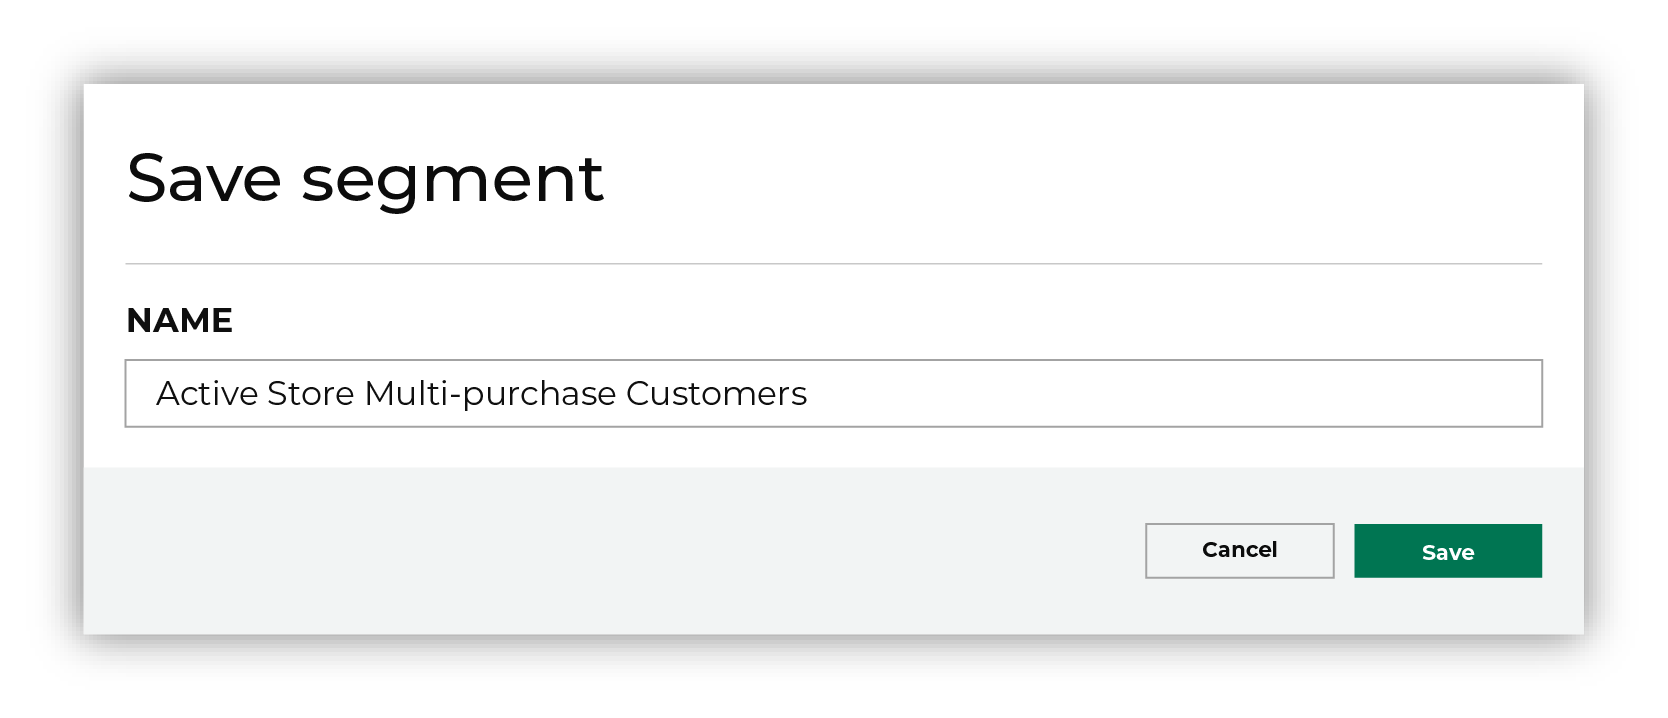 Save segment
NAME
Active Store Multi-purchase Customers
Cancel
Save